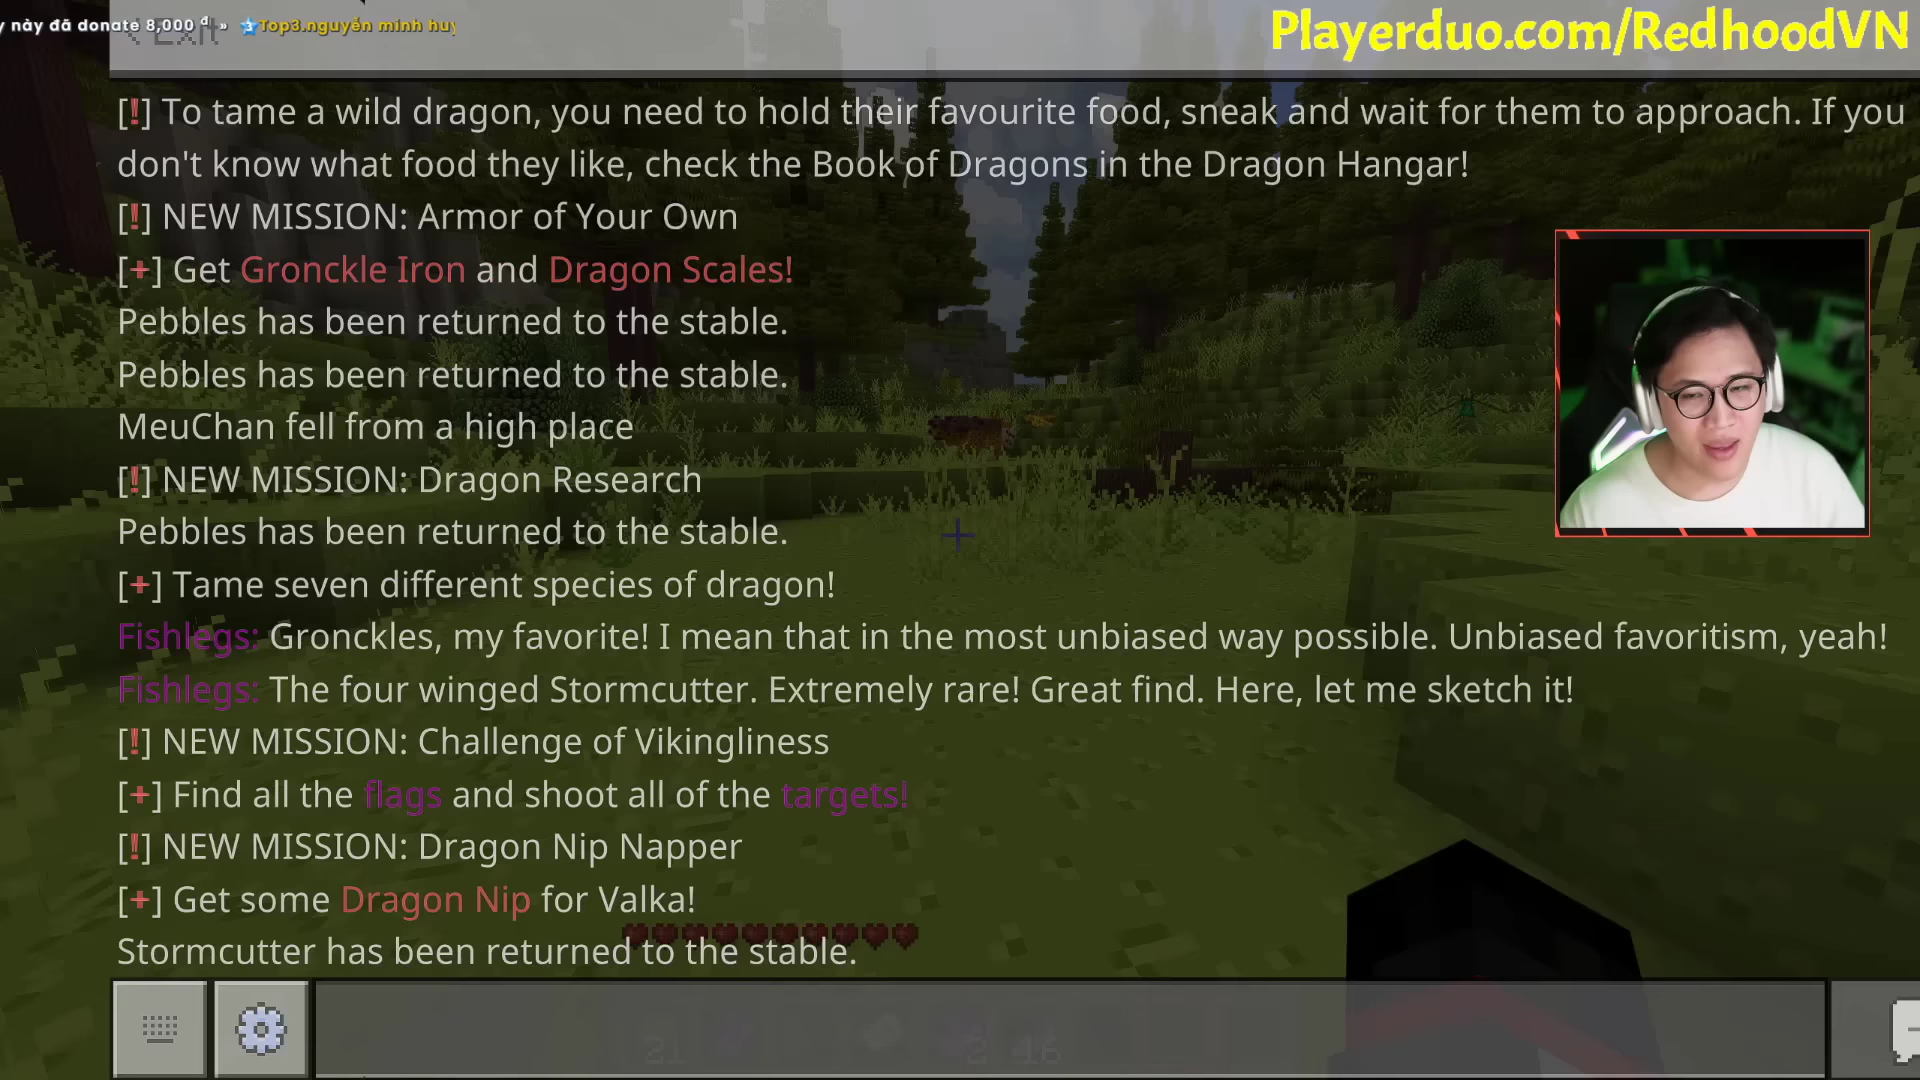 này đã donate 8,000 ₫ » 3 Top3.nguyễn minh huy
< Exit
Playerduo.com/RedhoodVN
[!] To tame a wild dragon, you need to hold their favourite food, sneak and wait for them to approach. If you
don't know what food they like, check the Book of Dragons in the Dragon Hangar!
[!] NEW MISSION: Armor of Your Own
[+] Get Gronckle Iron and Dragon Scales!
Pebbles has been returned to the stable.
Pebbles has been returned to the stable.
MeuChan fell from a high place
[!] NEW MISSION: Dragon Research
Pebbles has been returned to the stable.
[+] Tame seven different species of dragon!
Fishlegs: Gronckles, my favorite! I mean that in the most unbiased way possible. Unbiased favoritism, yeah!
Fishlegs: The four winged Stormcutter. Extremely rare! Great find. Here, let me sketch it!
[!] NEW MISSION: Challenge of Vikingliness
[+] Find all the flags and shoot all of the targets!
[!] NEW MISSION: Dragon Nip Napper
[+] Get some Dragon Nip for Valka!
Stormcutter has been returned to the stable.
21
2 46